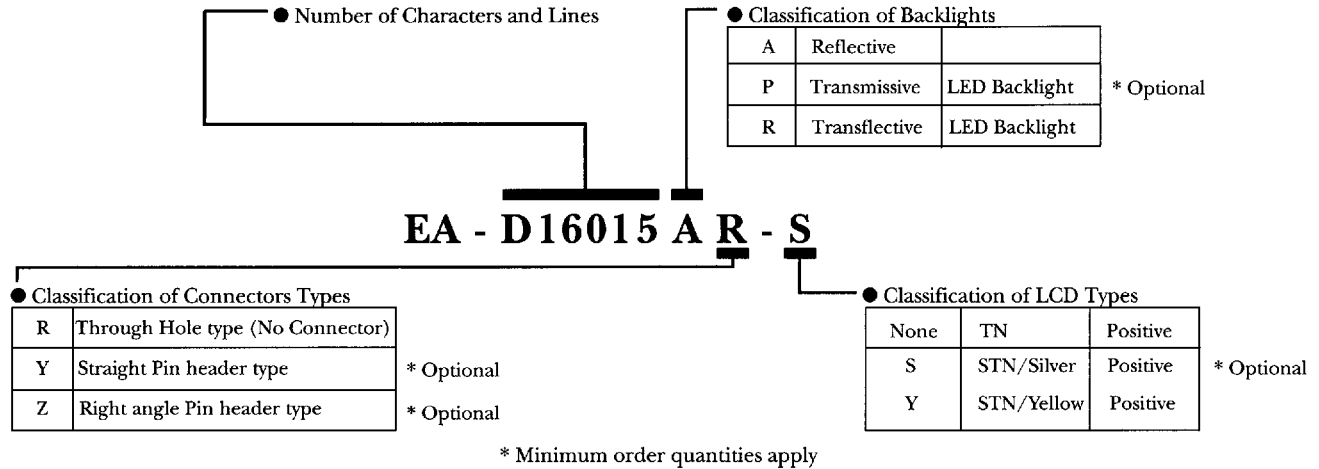 ● Number of Characters and Lines
● Classification of Backlights
A Reflective
P Transmissive LED Backlight * Optional
R Transflective LED Backlight
EA - D16015 A R - S
● Classification of Connectors Types
R Through Hole type (No Connector)
Y Straight Pin header type * Optional
Z Right angle Pin header type * Optional
● Classification of LCD Types
None TN Positive
S STN/Silver Positive * Optional
Y STN/Yellow Positive
* Minimum order quantities apply